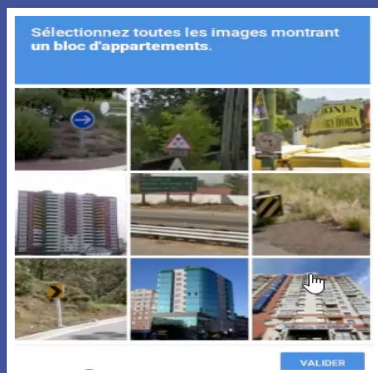 Sélectionnez toutes les images montrant
un bloc d'appartements.
VALIDER